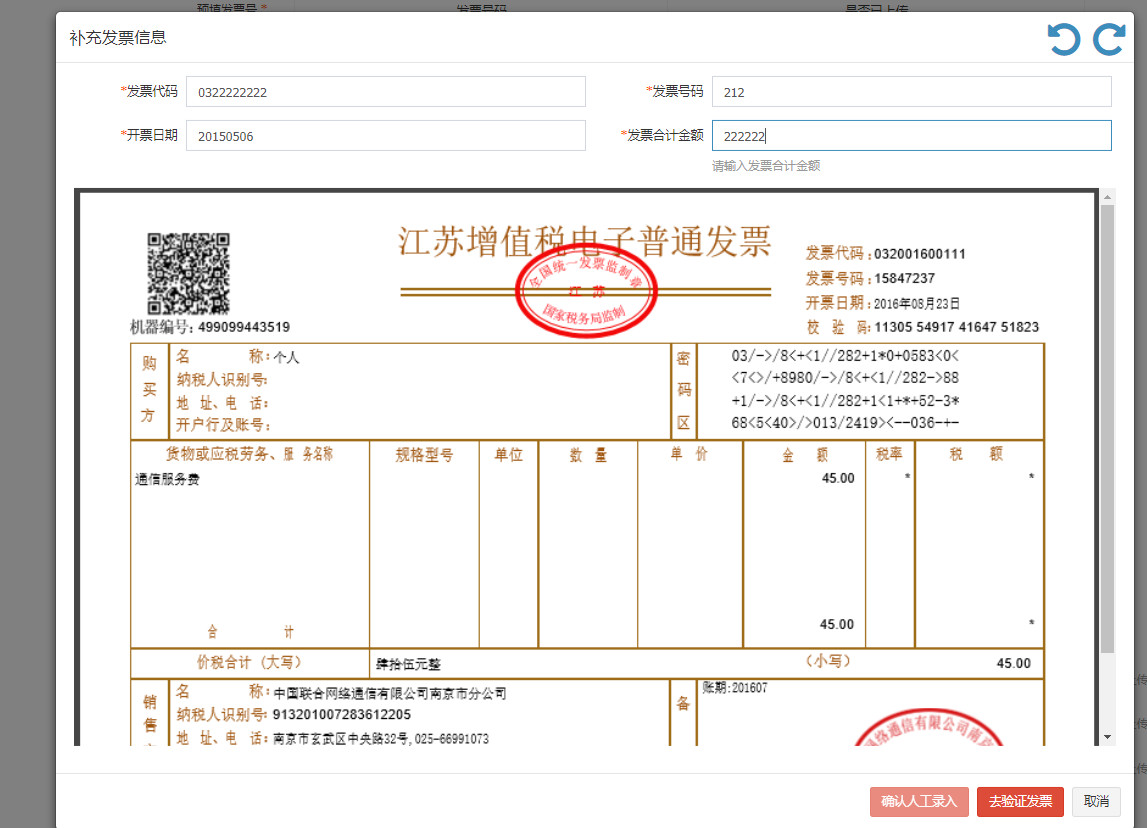 补充发票信息
*发票代码 0322222222 *发票号码 212
*开票日期 20150506 *发票合计金额 222222
请输入发票合计金额
江苏增值税电子普通发票
全国统一发票监制章
江 苏
国家税务局监制
机器编号: 499099443519
发票代码:032001600111
发票号码:15847237
开票日期:2016年08月23日
校 验 码:11305 54917 41647 51823
购买方
名 称:个人
纳税人识别号:
地 址、电 话:
开户行及账号:
密码区
03/->/8<+<1//282+1*0+0583<0<
<7<>/+8980/->/8<+<1//282->88
+1/->/8<+<1//282+1<1+*+52-3*
68<5<40>/>013/2419><--036-+-
货物或应税劳务、服 务名称 规格型号 单位 数 量 单 价 金 额 税率 税 额
通信服务费 45.00 * *
合 计 45.00 *
价税合计（大写） 肆拾伍元整 （小写） 45.00
销售
名 称:中国联合网络通信有限公司南京市分公司
纳税人识别号:913201007283612205
地 址、电 话:南京市玄武区中央路32号,025-66991073
备
账期:201607
网络通信有限公司南京
确认人工录入 去验证发票 取消